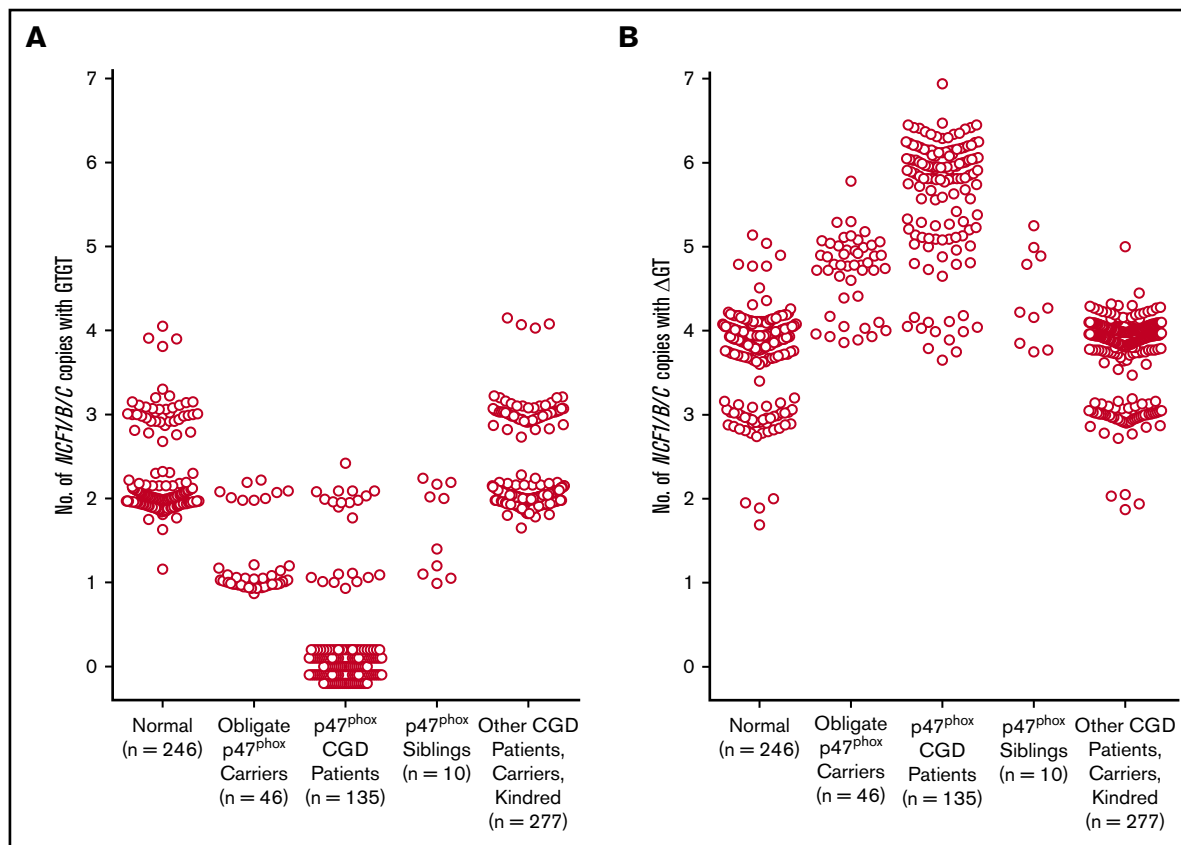 A
No. of NCF1/B/C copies with GTGT
7
6
5
4
3
2
1
0
Normal
(n = 246)
Obligate
p47phox
Carriers
(n = 46)
p47phox
CGD
Patients
(n = 135)
p47phox
Siblings
(n = 10)
Other CGD
Patients,
Carriers,
Kindred
(n = 277)
B
No. of NCF1/B/C copies with ΔGT
7
6
5
4
3
2
1
0
Normal
(n = 246)
Obligate
p47phox
Carriers
(n = 46)
p47phox
CGD
Patients
(n = 135)
p47phox
Siblings
(n = 10)
Other CGD
Patients,
Carriers,
Kindred
(n = 277)